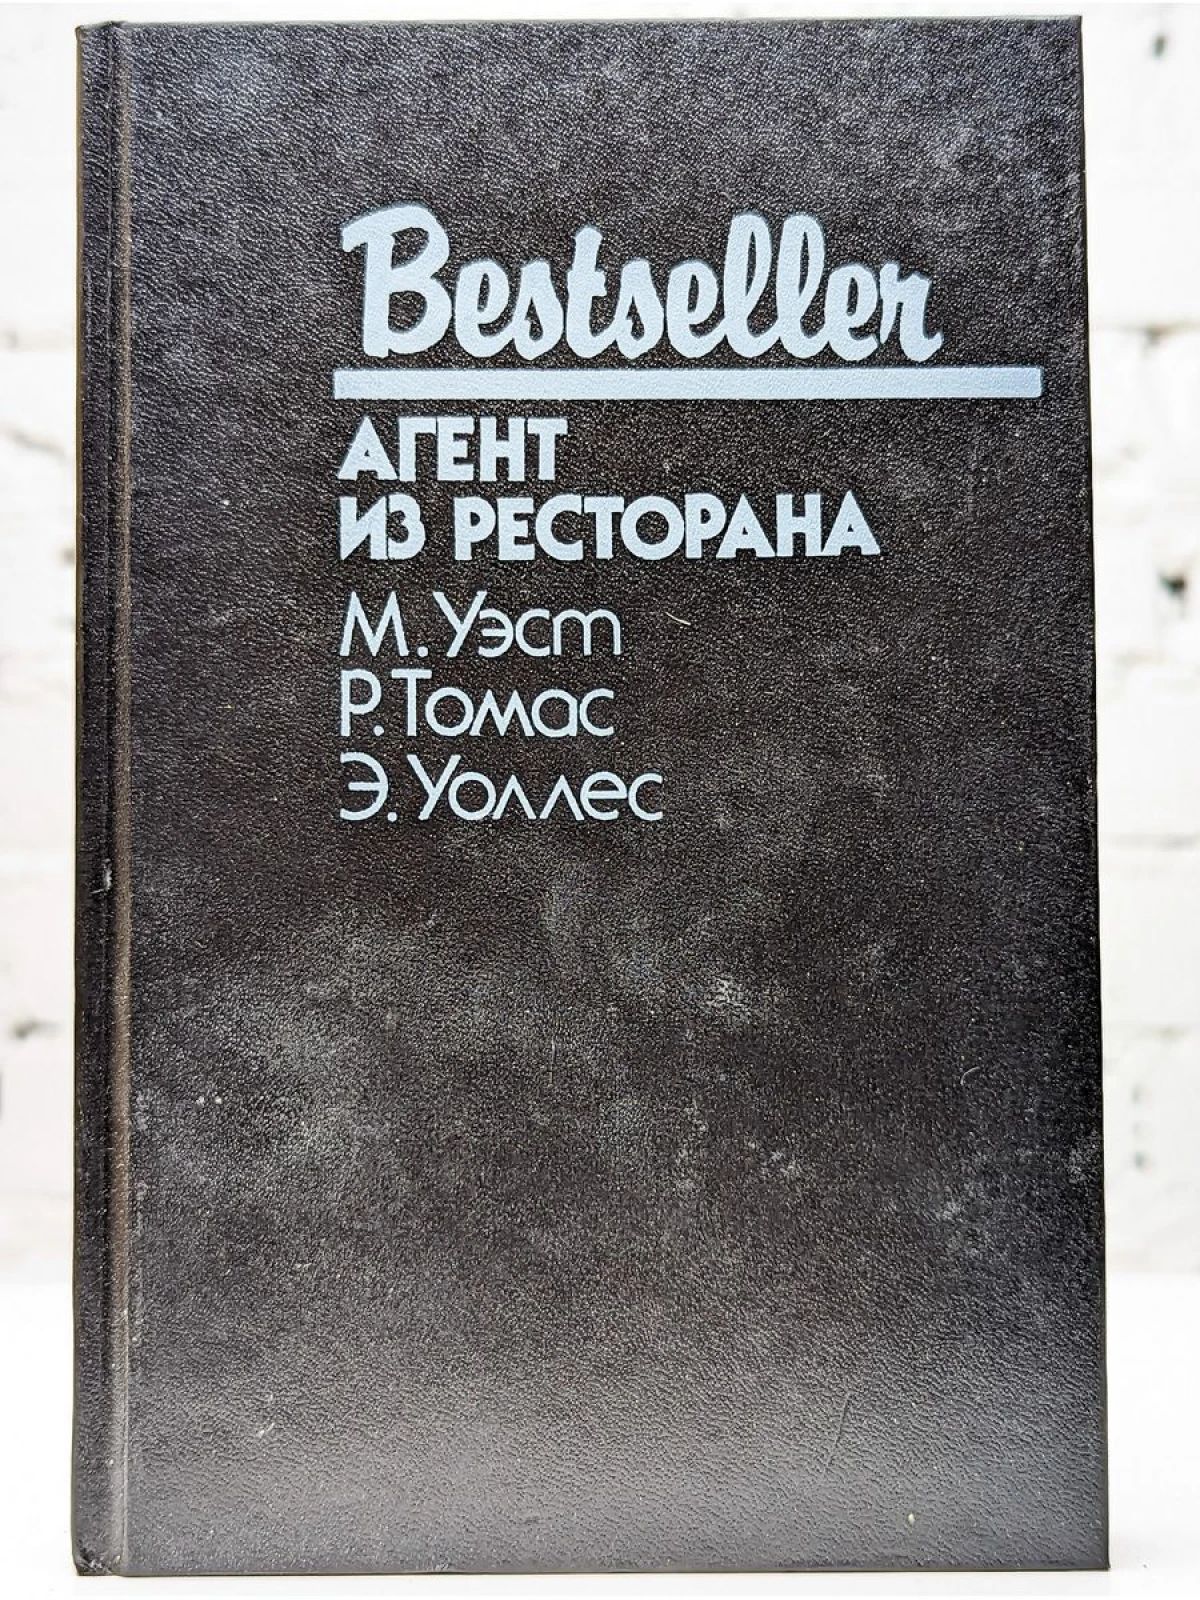 Bestseller
АГЕНТ
ИЗ РЕСТОРАНА
М. Уэст
Р. Томас
Э. Уоллес